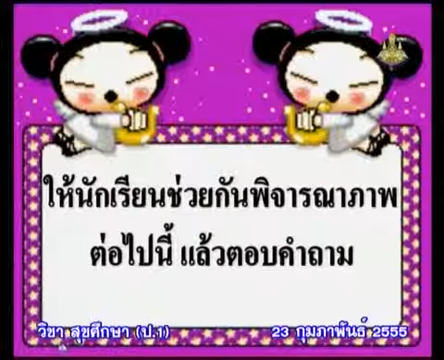 ให้นักเรียนช่วยกันพิจารณาภาพ
ต่อไปนี้ แล้วตอบคำถาม
วิชา สุขศึกษา (ป.1)
23 กุมภาพันธ์ 2555